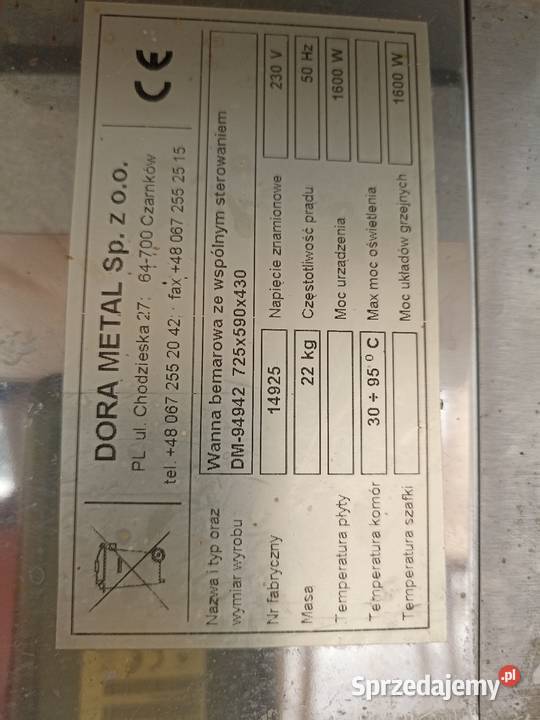 DORA METAL Sp. z o.o.
PL ul. Chodzieska 27; 64-700 Czarnków
tel. +48 067 255 20 42; fax +48 067 255 25 15
CE
Nazwa i typ oraz wymiar wyrobu
Wanna bemarowa ze wspólnym sterowaniem
DM-94942 725x590x430
Nr fabryczny 14925 Napięcie znamionowe 230 V
Masa 22 kg Częstotliwość prądu 50 Hz
Temperatura płyty Moc urządzenia 1600 W
Temperatura komór 30 ÷ 95° C Max moc oświetlenia
Temperatura szafki Moc układów grzejnych 1600 W
Sprzedajemy.pl